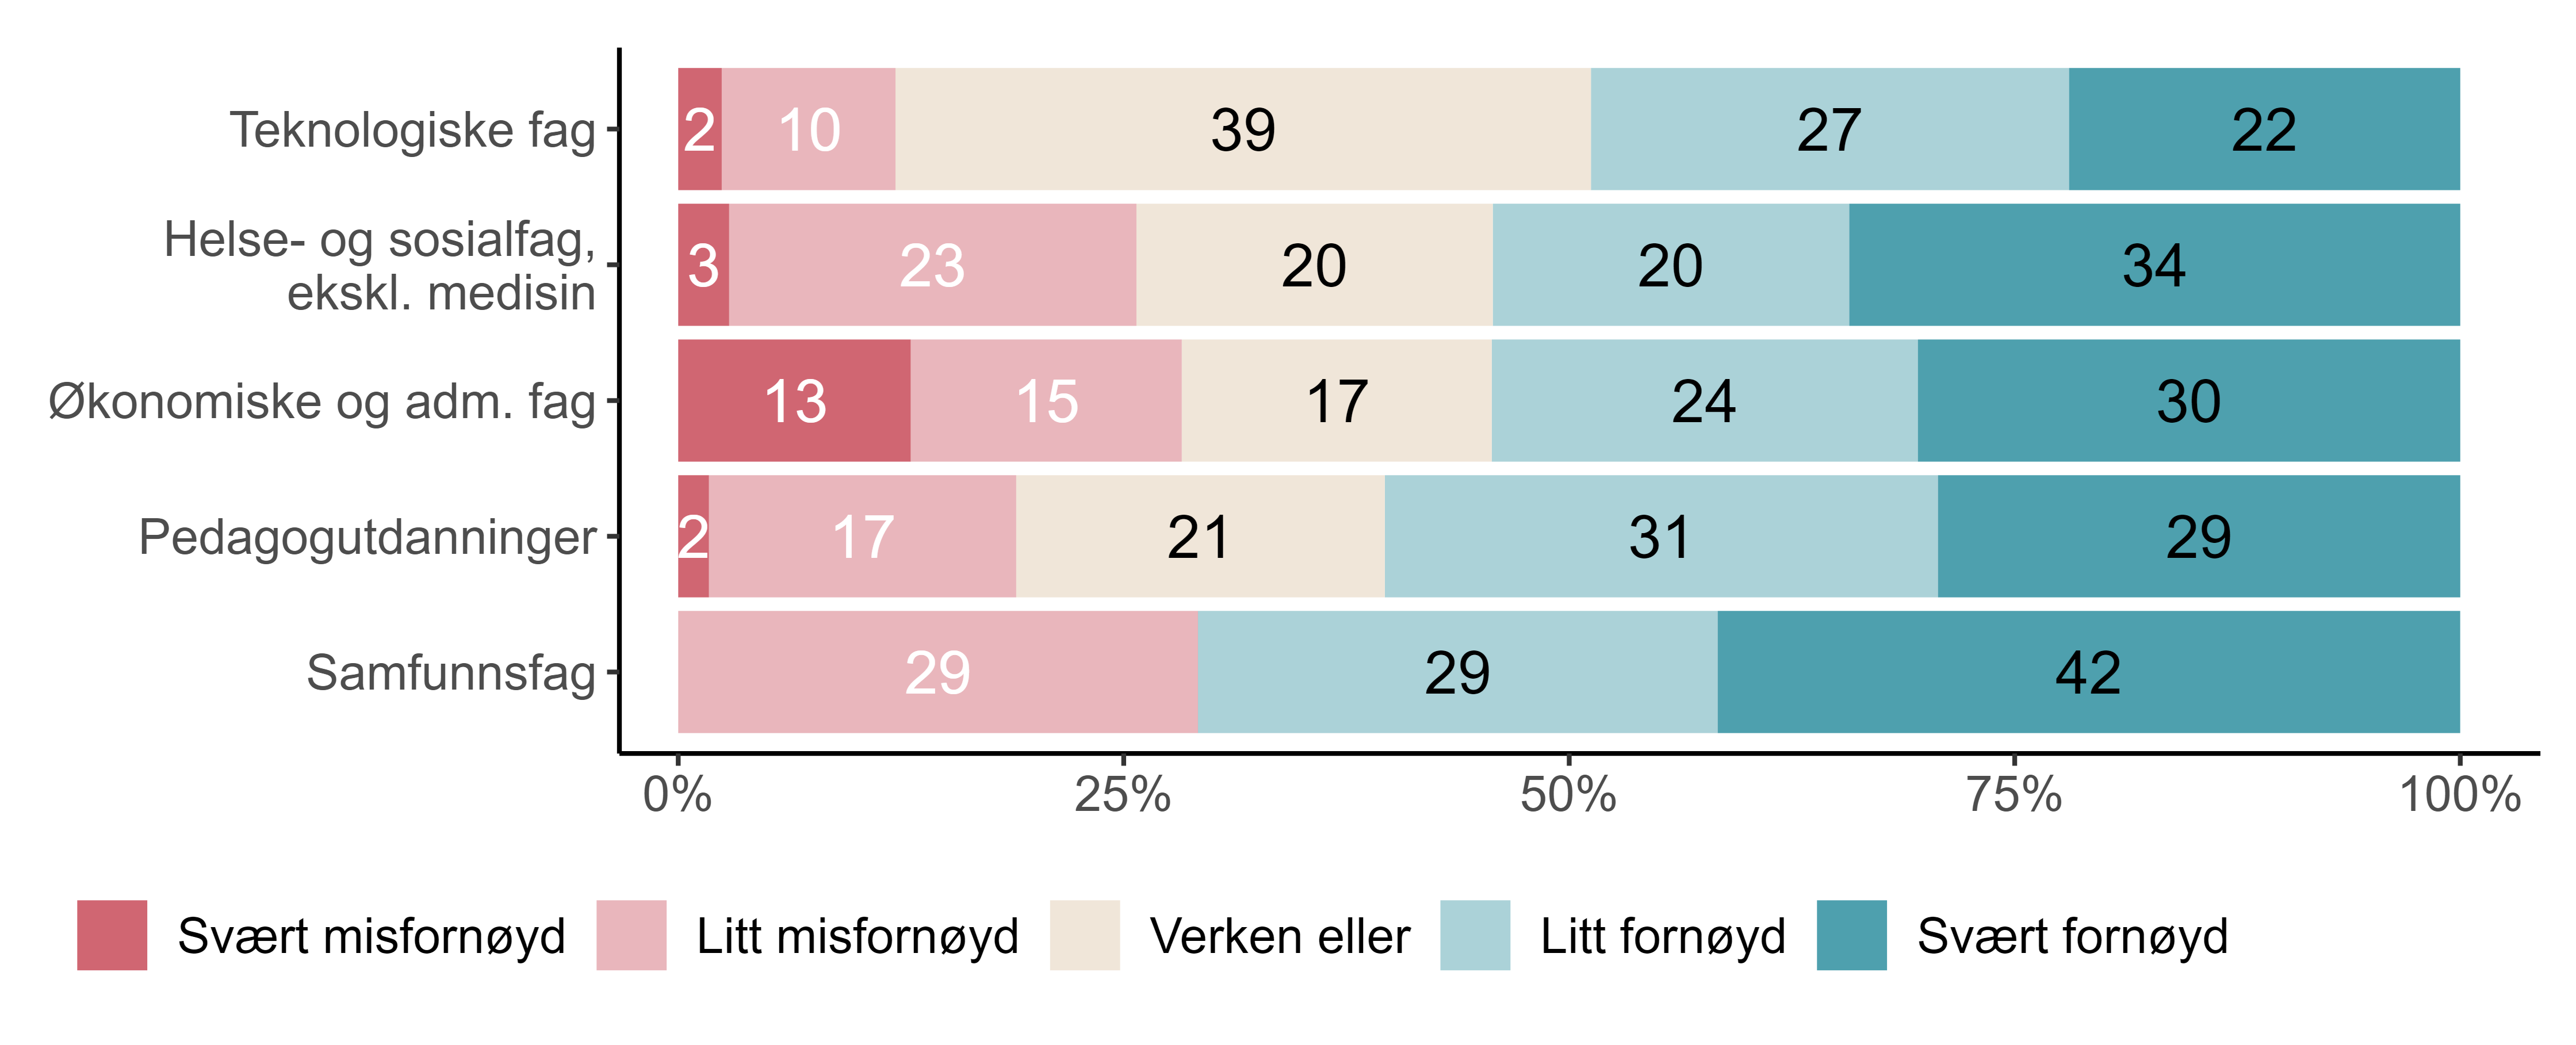 Teknologiske fag
2 10 39 27 22
Helse- og sosialfag,
ekskl. medisin
3 23 20 20 34
Økonomiske og adm. fag
13 15 17 24 30
Pedagogutdanninger
2 17 21 31 29
Samfunnsfag
29 29 42
0% 25% 50% 75% 100%
Svært misfornøyd Litt misfornøyd Verken eller Litt fornøyd Svært fornøyd